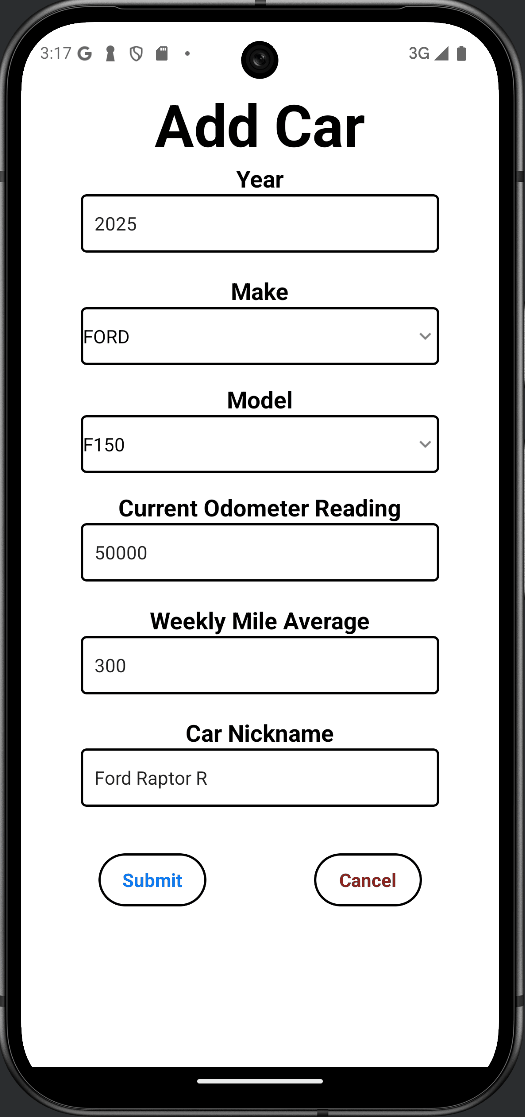 3:17 G 3G
Add Car
Year
2025
Make
FORD
Model
F150
Current Odometer Reading
50000
Weekly Mile Average
300
Car Nickname
Ford Raptor R
Submit Cancel